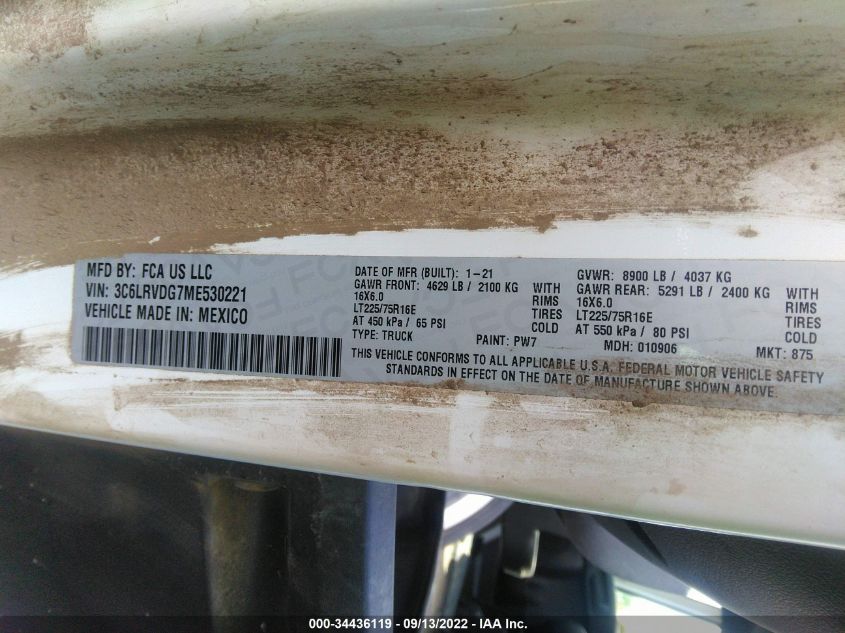 MFD BY: FCA US LLC
VIN: 3C6LRVDG7ME530221
VEHICLE MADE IN: MEXICO
DATE OF MFR (BUILT): 1-21
GAWR FRONT: 4629 LB / 2100 KG WITH
16X6.0 RIMS
LT225/75R16E TIRES
AT 450 kPa / 65 PSI COLD
TYPE: TRUCK PAINT: PW7
GVWR: 8900 LB / 4037 KG
GAWR REAR: 5291 LB / 2400 KG WITH
16X6.0 RIMS
LT225/75R16E TIRES
AT 550 kPa / 80 PSI COLD
MDH: 010906 MKT: 875
THIS VEHICLE CONFORMS TO ALL APPLICABLE U.S.A. FEDERAL MOTOR VEHICLE SAFETY
STANDARDS IN EFFECT ON THE DATE OF MANUFACTURE SHOWN ABOVE.
000-34436119 - 09/13/2022 - IAA Inc.